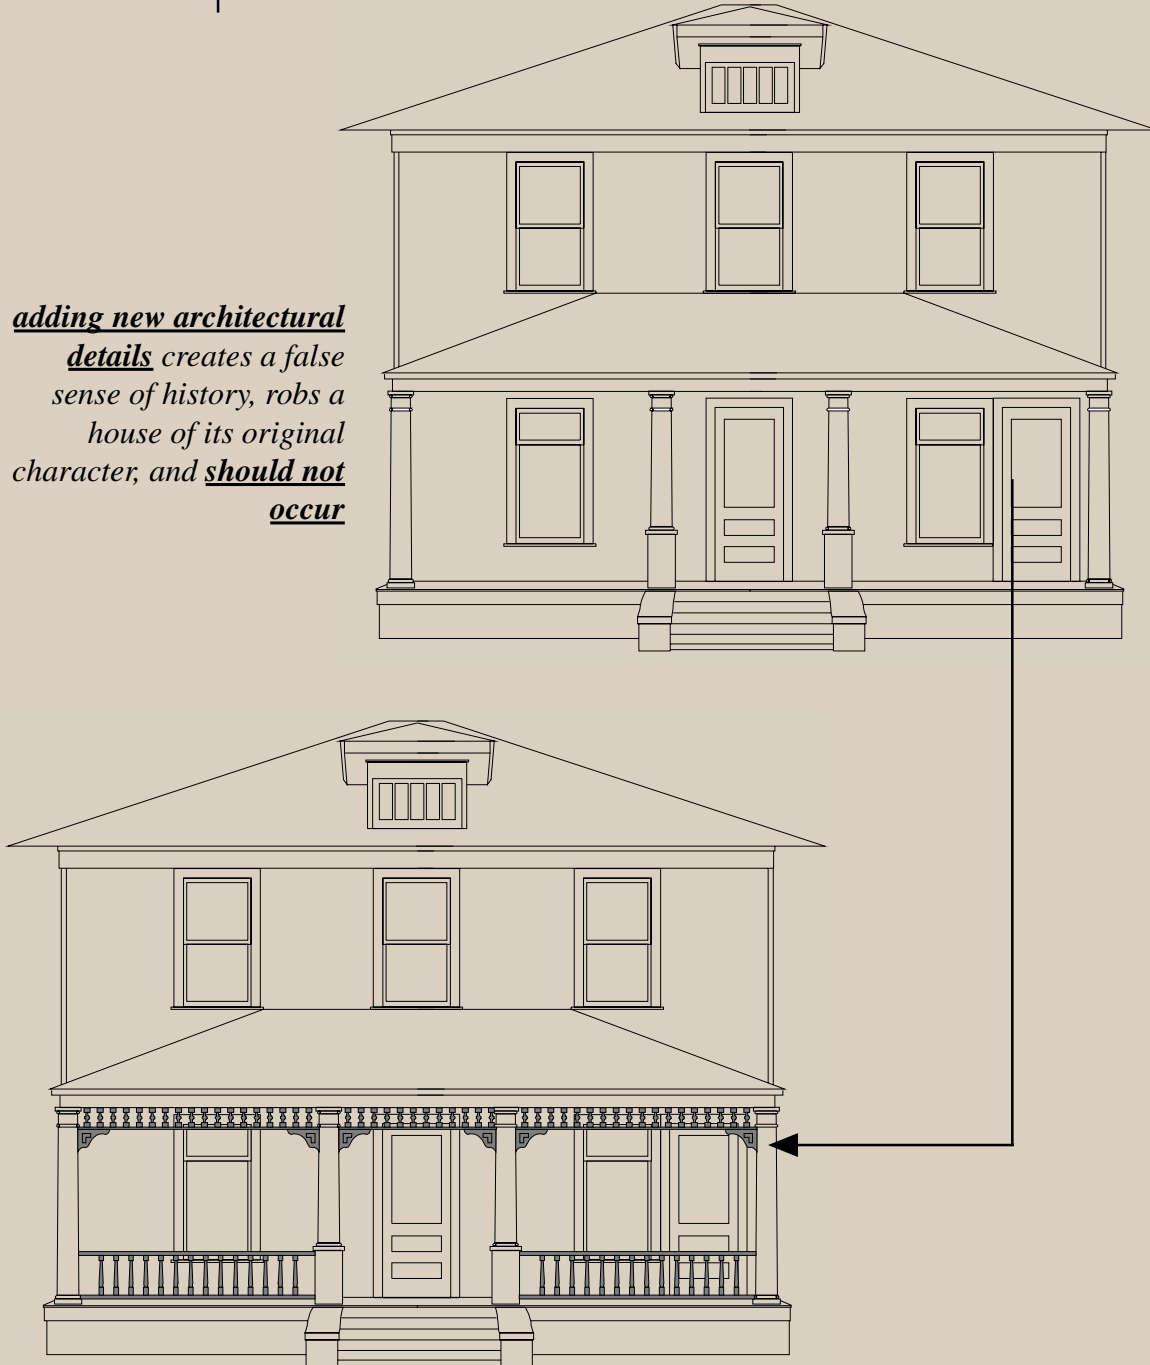 adding new architectural
details creates a false
sense of history, robs a
house of its original
character, and should not
occur